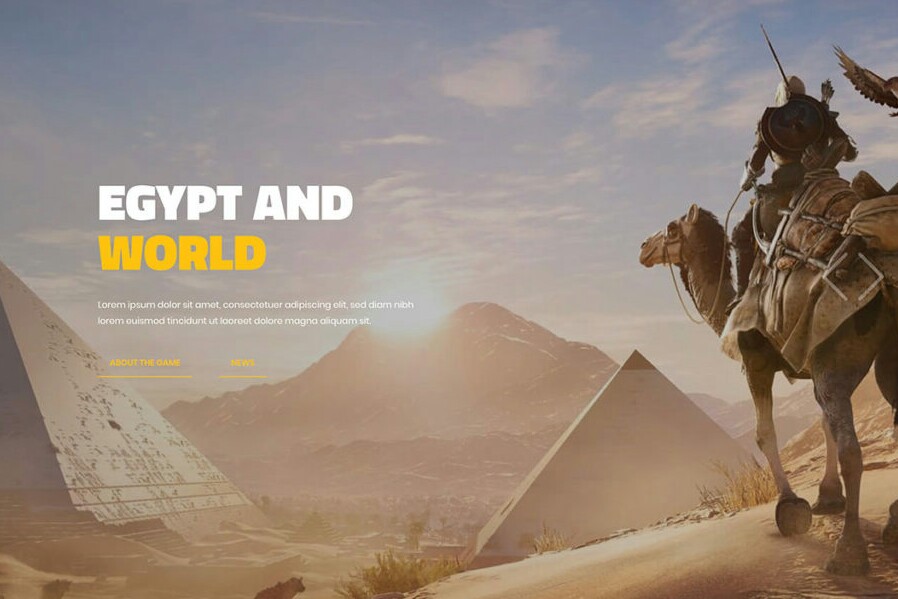 EGYPT AND
WORLD
Lorem ipsum dolor sit amet, consectetuer adipiscing elit, sed diam nibh
lorem euismod tincidunt ut laoreet dolore magna aliquam sit.
ABOUT THE GAME NEWS